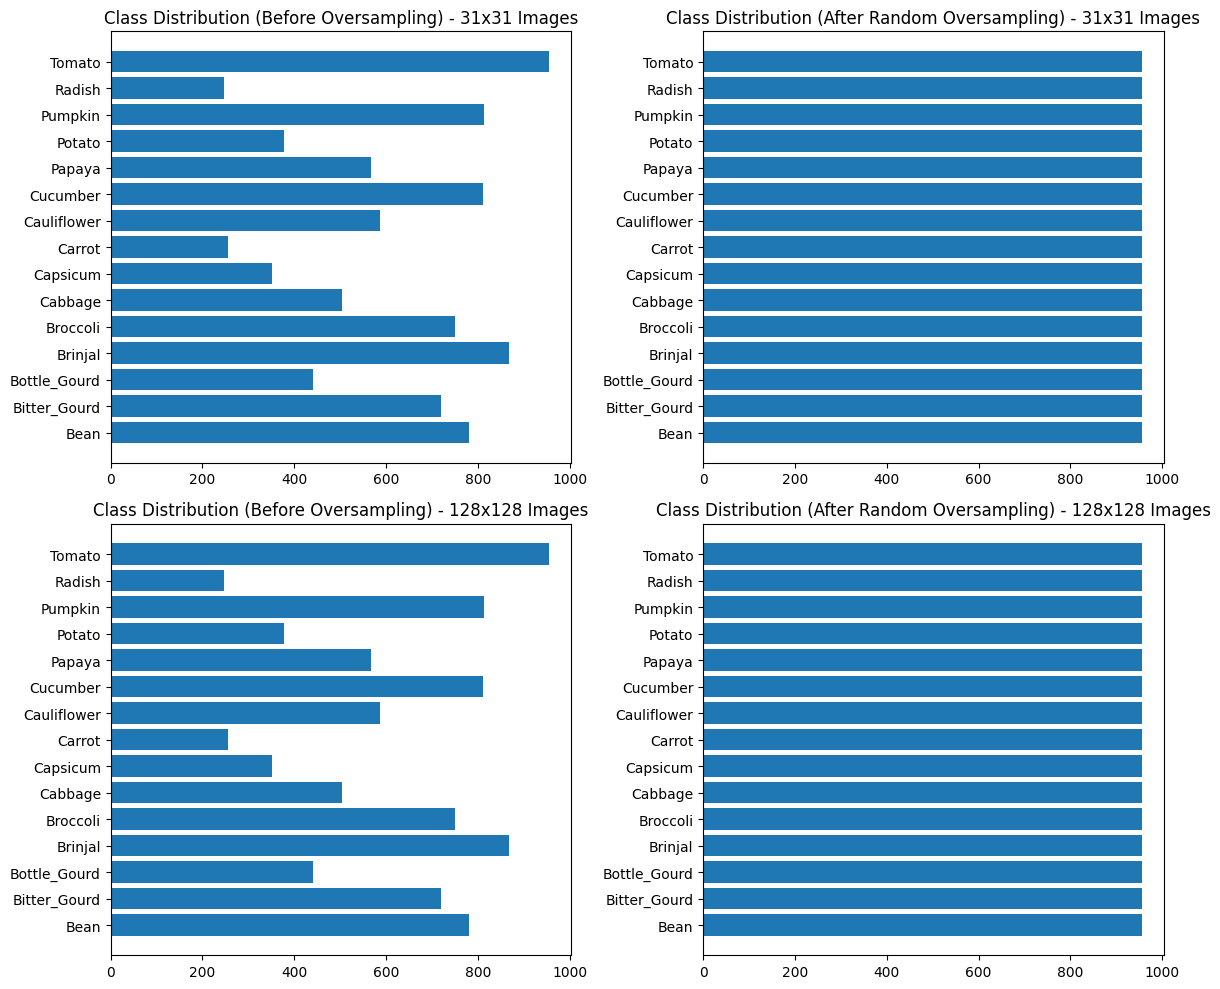 Class Distribution (Before Oversampling) - 31x31 Images
Tomato
Radish
Pumpkin
Potato
Papaya
Cucumber
Cauliflower
Carrot
Capsicum
Cabbage
Broccoli
Brinjal
Bottle_Gourd
Bitter_Gourd
Bean
0 200 400 600 800 1000
Class Distribution (After Random Oversampling) - 31x31 Images
Tomato
Radish
Pumpkin
Potato
Papaya
Cucumber
Cauliflower
Carrot
Capsicum
Cabbage
Broccoli
Brinjal
Bottle_Gourd
Bitter_Gourd
Bean
0 200 400 600 800 1000
Class Distribution (Before Oversampling) - 128x128 Images
Tomato
Radish
Pumpkin
Potato
Papaya
Cucumber
Cauliflower
Carrot
Capsicum
Cabbage
Broccoli
Brinjal
Bottle_Gourd
Bitter_Gourd
Bean
0 200 400 600 800 1000
Class Distribution (After Random Oversampling) - 128x128 Images
Tomato
Radish
Pumpkin
Potato
Papaya
Cucumber
Cauliflower
Carrot
Capsicum
Cabbage
Broccoli
Brinjal
Bottle_Gourd
Bitter_Gourd
Bean
0 200 400 600 800 1000